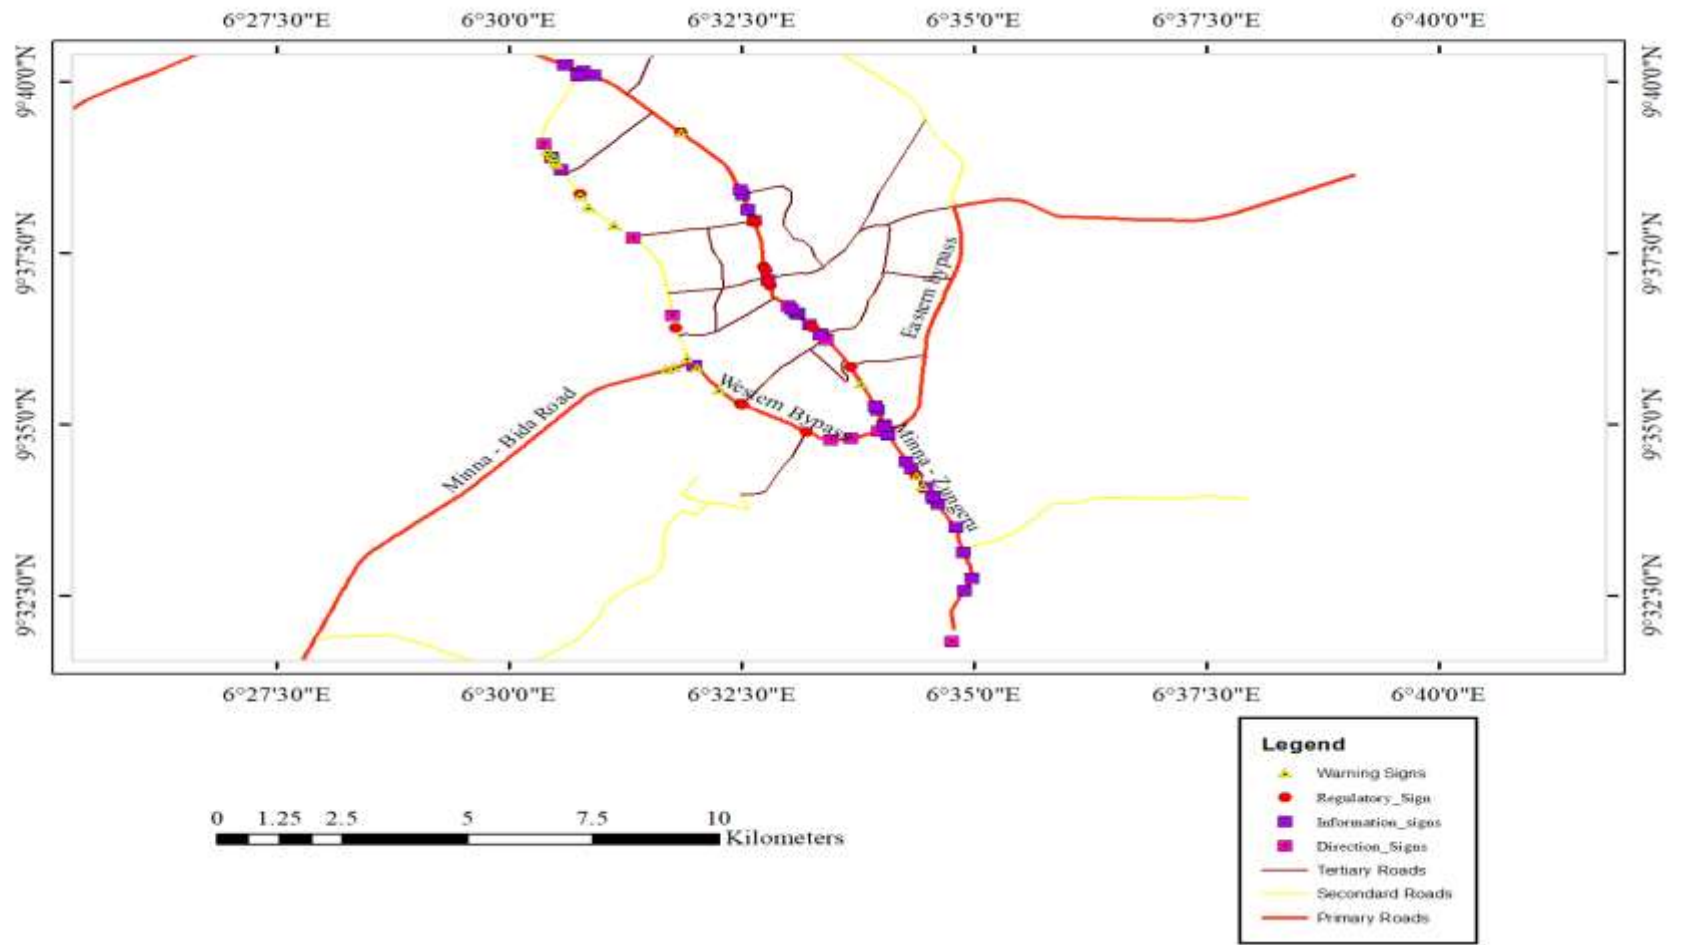 6°27'30"E 6°30'0"E 6°32'30"E 6°35'0"E 6°37'30"E 6°40'0"E
9°40'0"N 9°40'0"N
9°37'30"N 9°37'30"N
Eastern Bypass
Western Bypass
Minna - Bida Road
9°35'0"N 9°35'0"N
Minna - Zungeru
9°32'30"N 9°32'30"N
6°27'30"E 6°30'0"E 6°32'30"E 6°35'0"E 6°37'30"E 6°40'0"E
Legend
Warning Signs
Regulatory_Sign
Information_signs
Direction_Signs
Tertiary Roads
Secondard Roads
Primary Roads
0 1.25 2.5 5 7.5 10
Kilometers